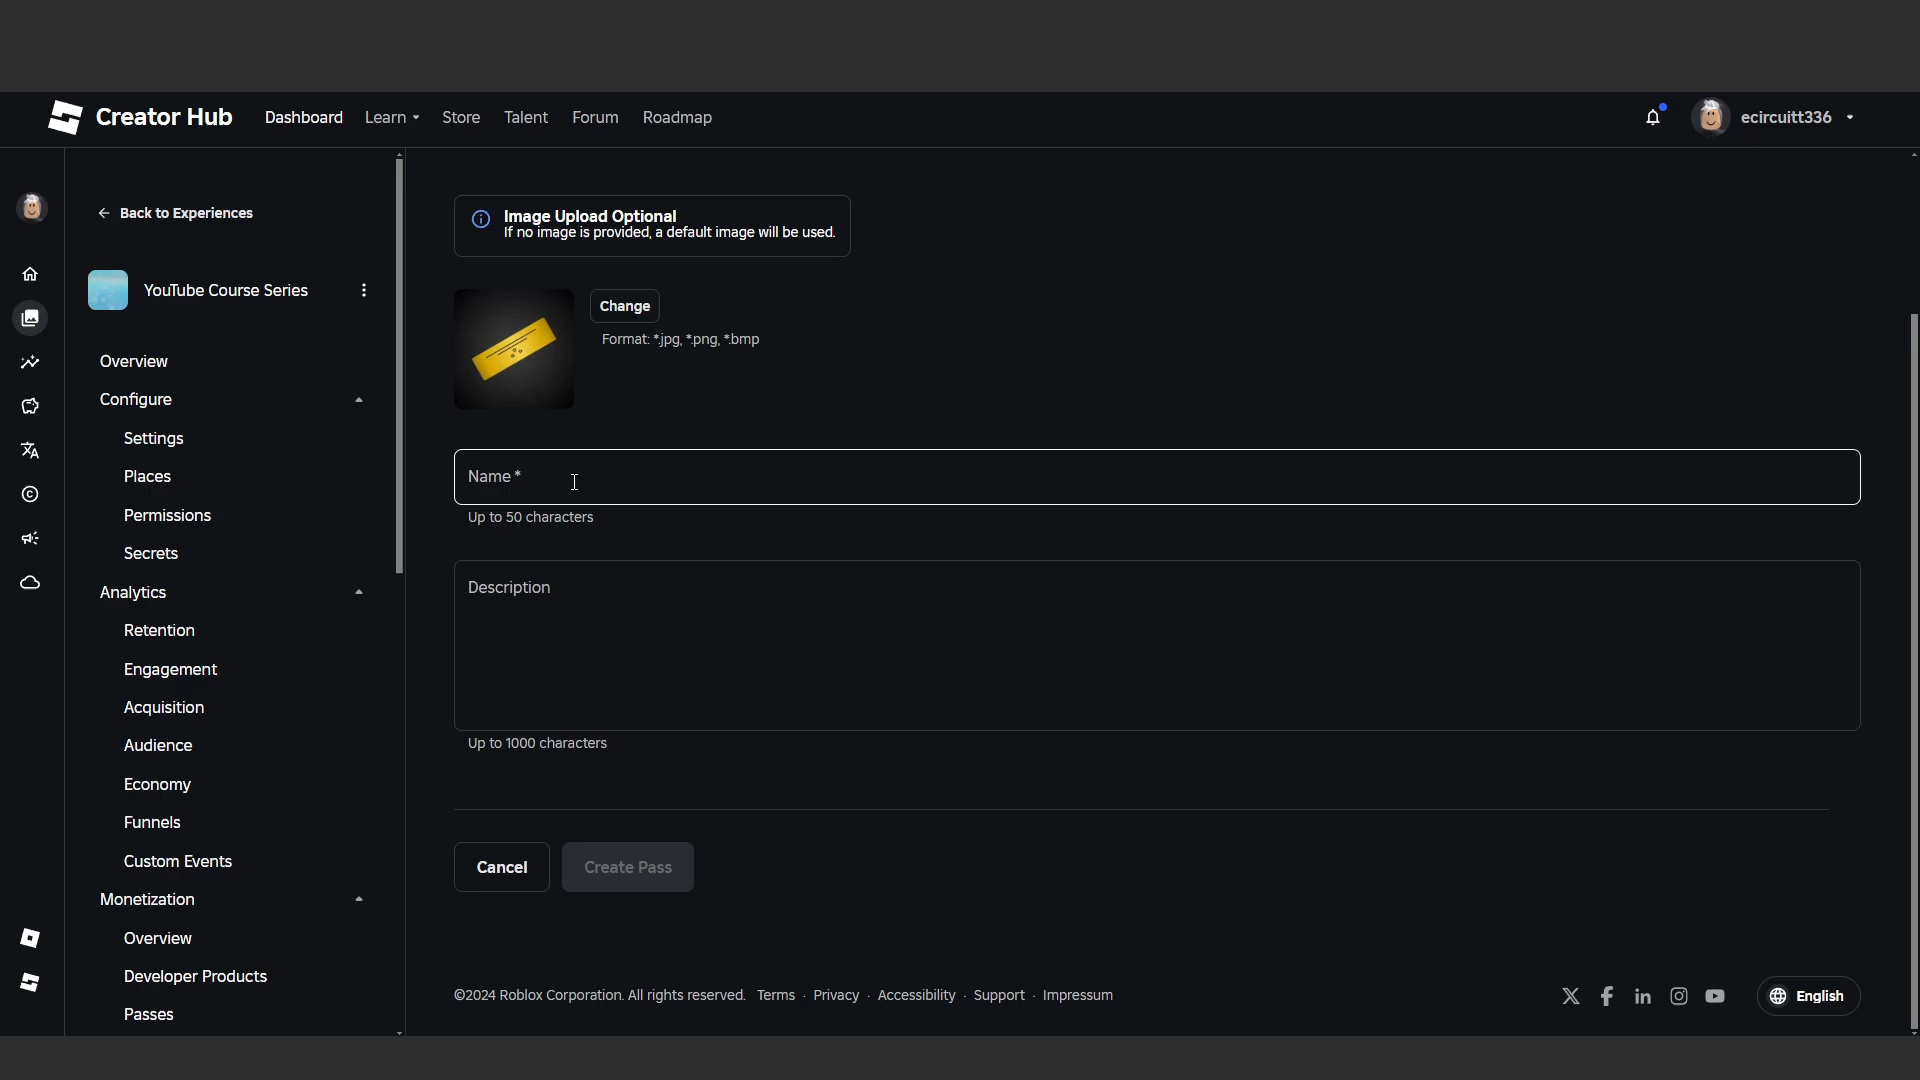 Creator Hub
Dashboard
Learn
Store
Talent
Forum
Roadmap
ecircuitt336
Back to Experiences
YouTube Course Series
Overview
Configure
Settings
Places
Permissions
Secrets
Analytics
Retention
Engagement
Acquisition
Audience
Economy
Funnels
Custom Events
Monetization
Overview
Developer Products
Passes
Image Upload Optional
If no image is provided, a default image will be used.
Change
Format: *.jpg, *.png, *.bmp
Name *
Up to 50 characters
Description
Up to 1000 characters
Cancel
Create Pass
©2024 Roblox Corporation. All rights reserved. Terms · Privacy · Accessibility · Support · Impressum
English